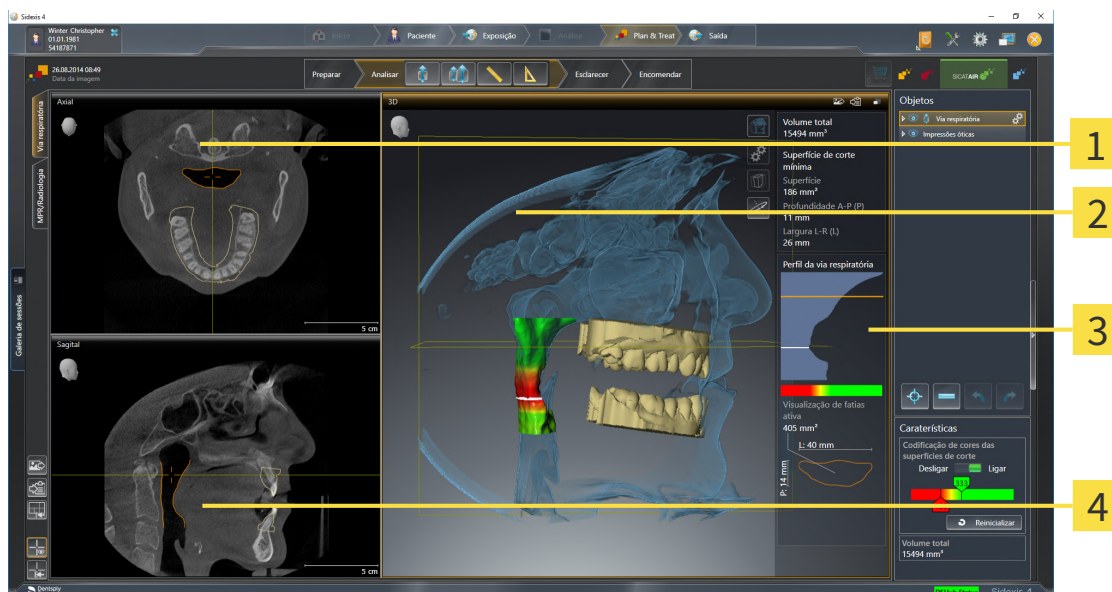 Sidexis 4
Winter Christopher
01.01.1981
54187871
Início
Paciente
Exposição
Analisar
Plan & Treat
Saída
26.08.2014 08:49
Data da imagem
Preparar
Analisar
Esclarecer
Encomendar
SICATAIR
Via respiratória
MPR/Radiologia
Galeria de sessões
Axial
5 cm
Sagital
5 cm
3D
Volume total
15494 mm³
Superfície de corte
mínima
Superfície
186 mm²
Profundidade A-P (P)
11 mm
Largura L-R (L)
26 mm
Perfil da via respiratória
Visualização de fatias
ativa
405 mm²
L: 40 mm
P: 14 mm
Objetos
Via respiratória
Impressões óticas
Caraterísticas
Codificação de cores das
superfícies de corte
Desligar
Ligar
333
Reinicializar
Volume total
15494 mm³
Dentsply
Sidexis 4
1
2
3
4